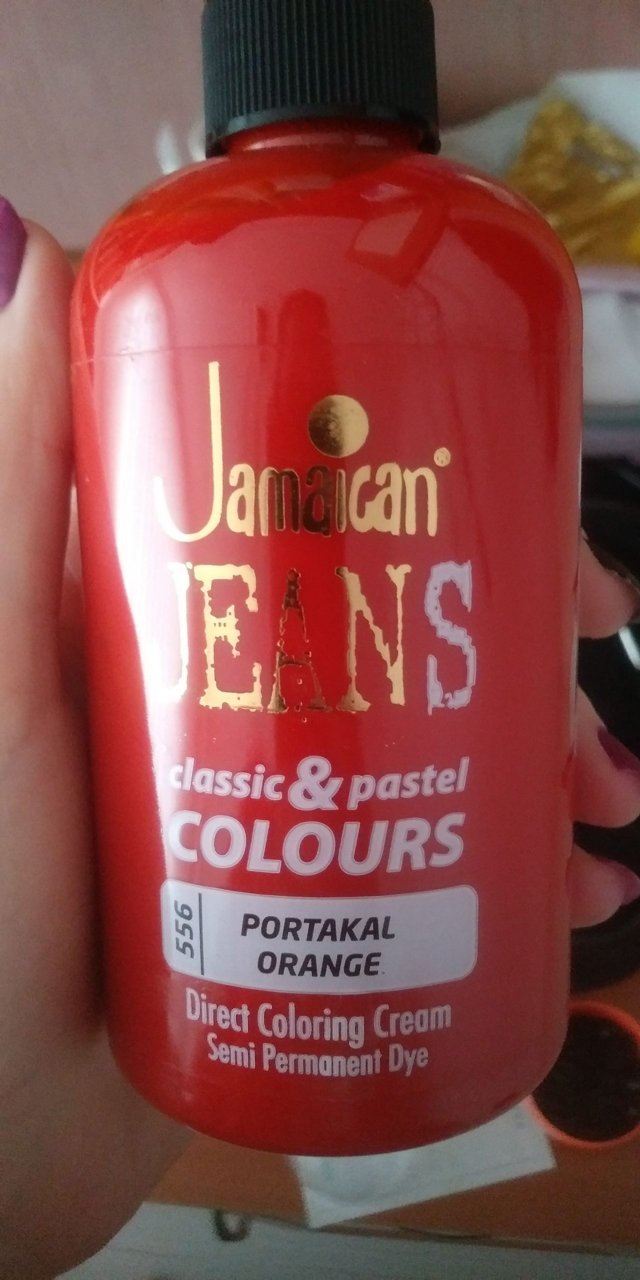 Jamaican®
JEANS
classic & pastel
COLOURS
556
PORTAKAL
ORANGE
Direct Coloring Cream
Semi Permanent Dye